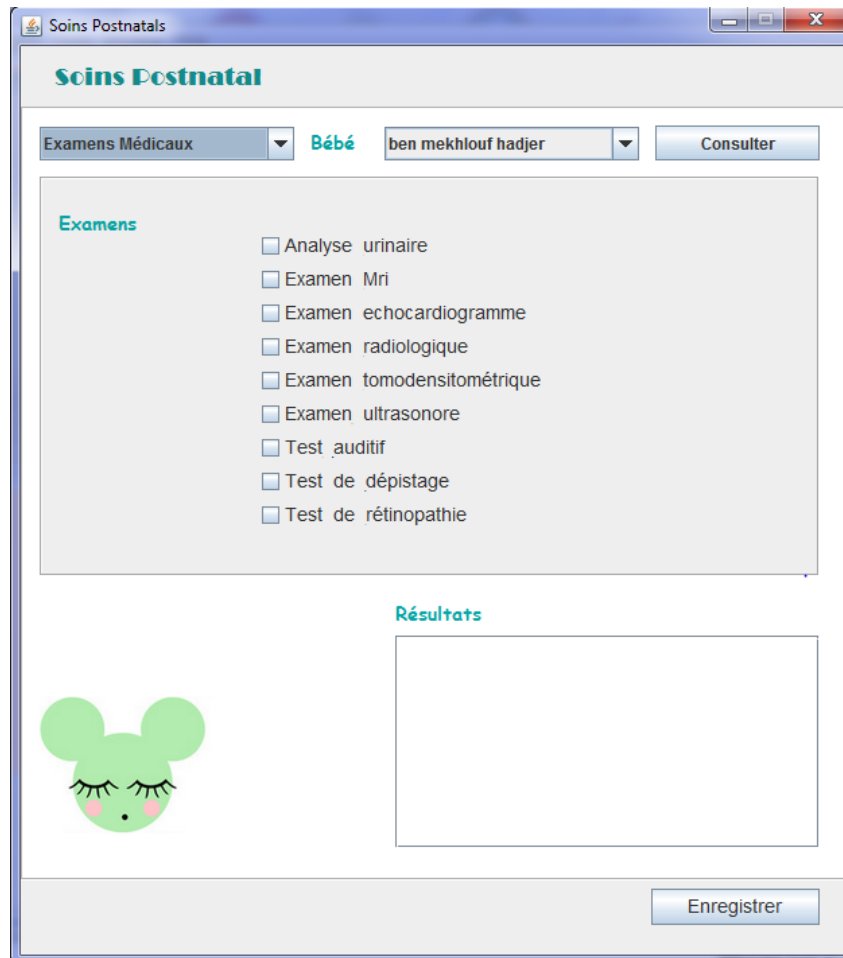 Soins Postnatals
Soins Postnatal
Examens Médicaux Bébé ben mekhlouf hadjer Consulter
Examens
Analyse urinaire
Examen Mri
Examen echocardiogramme
Examen radiologique
Examen tomodensitométrique
Examen ultrasonore
Test auditif
Test de dépistage
Test de rétinopathie
Résultats
Enregistrer